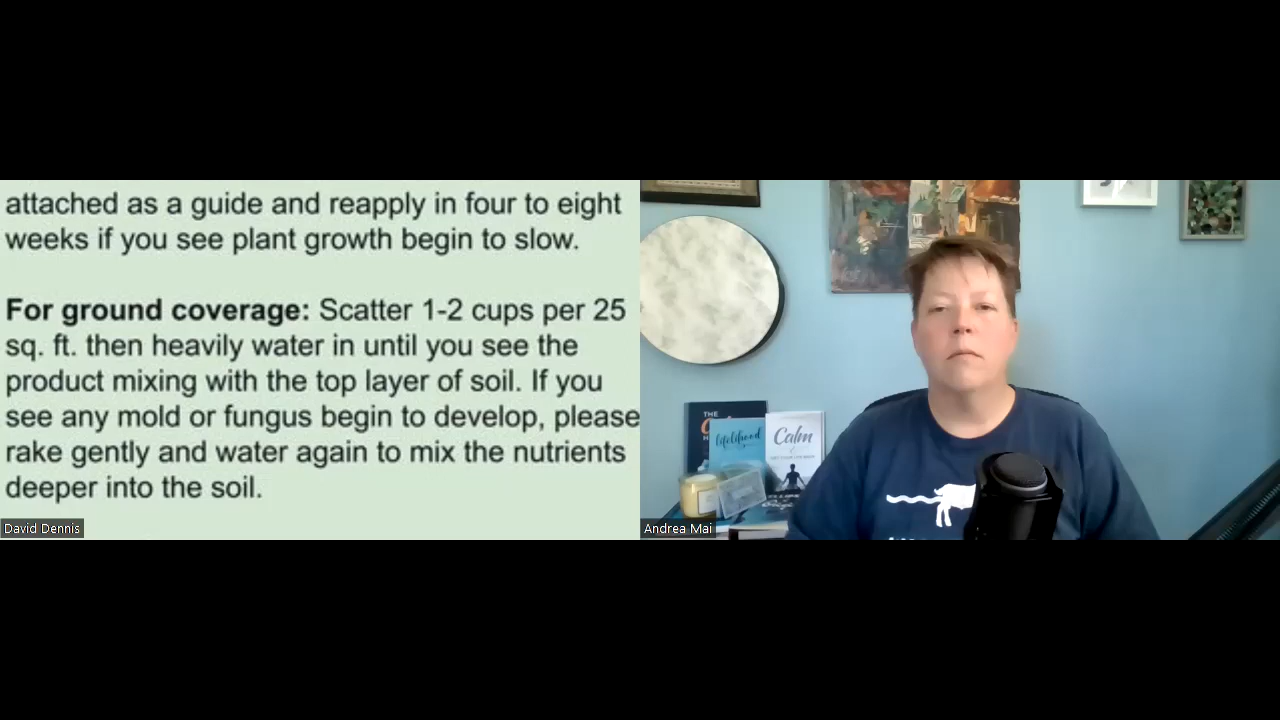 attached as a guide and reapply in four to eight
weeks if you see plant growth begin to slow.
For ground coverage: Scatter 1-2 cups per 25
sq. ft. then heavily water in until you see the
product mixing with the top layer of soil. If you
see any mold or fungus begin to develop, please
rake gently and water again to mix the nutrients
deeper into the soil.
David Dennis
THE
lifelihood
Calm
Andrea Mai